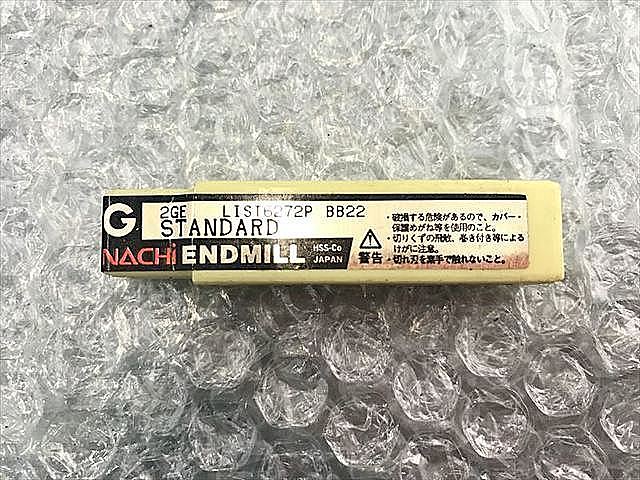 G
2GE LIST6272P BB22
STANDARD
NACHi ENDMILL HSS-Co
JAPAN
⚠警告
・破損する危険があるので、カバー・
保護めがね等を使用のこと。
・切りくずの飛散、巻き付き等による
けがに注意。
・切れ刃を素手で触れないこと。